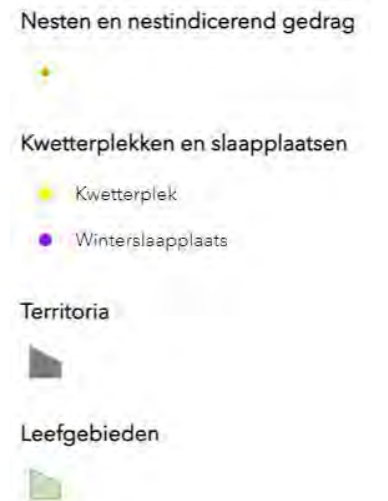 Nesten en nestindicerend gedrag
Kwetterplekken en slaapplaatsen
Kwetterplek
Winterslaapplaats
Territoria
Leefgebieden